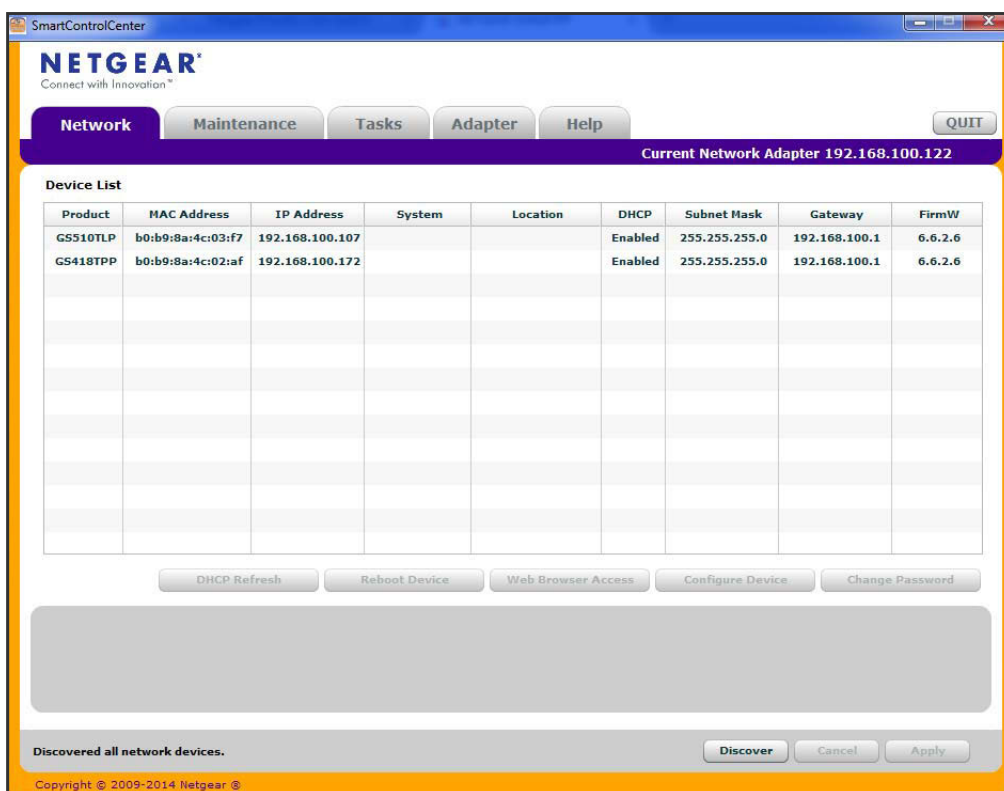 SmartControlCenter
NETGEAR®
Connect with Innovation™
Network Maintenance Tasks Adapter Help QUIT
Current Network Adapter 192.168.100.122
Device List
Product MAC Address IP Address System Location DHCP Subnet Mask Gateway FirmW
GS510TLP b0:b9:8a:4c:03:f7 192.168.100.107 Enabled 255.255.255.0 192.168.100.1 6.6.2.6
GS418TPP b0:b9:8a:4c:02:af 192.168.100.172 Enabled 255.255.255.0 192.168.100.1 6.6.2.6
DHCP Refresh Reboot Device Web Browser Access Configure Device Change Password
Discovered all network devices. Discover Cancel Apply
Copyright © 2009-2014 Netgear ®